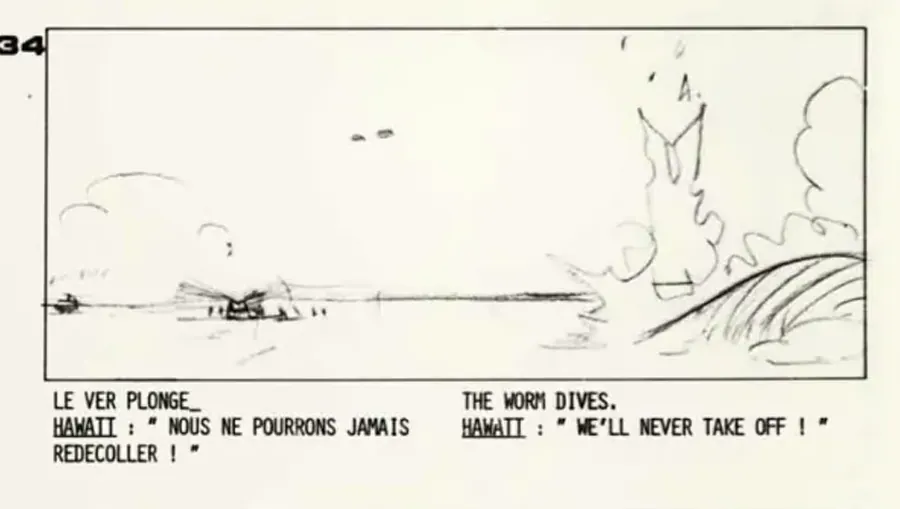 34
A.
LE VER PLONGE_
HAWATT : " NOUS NE POURRONS JAMAIS
REDECOLLER ! "
THE WORM DIVES.
HAWATT : " WE'LL NEVER TAKE OFF ! "